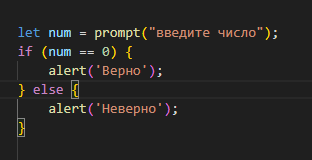 let num = prompt("введите число");
if (num == 0) {
    alert('Верно');
} else {
    alert('Неверно');
}